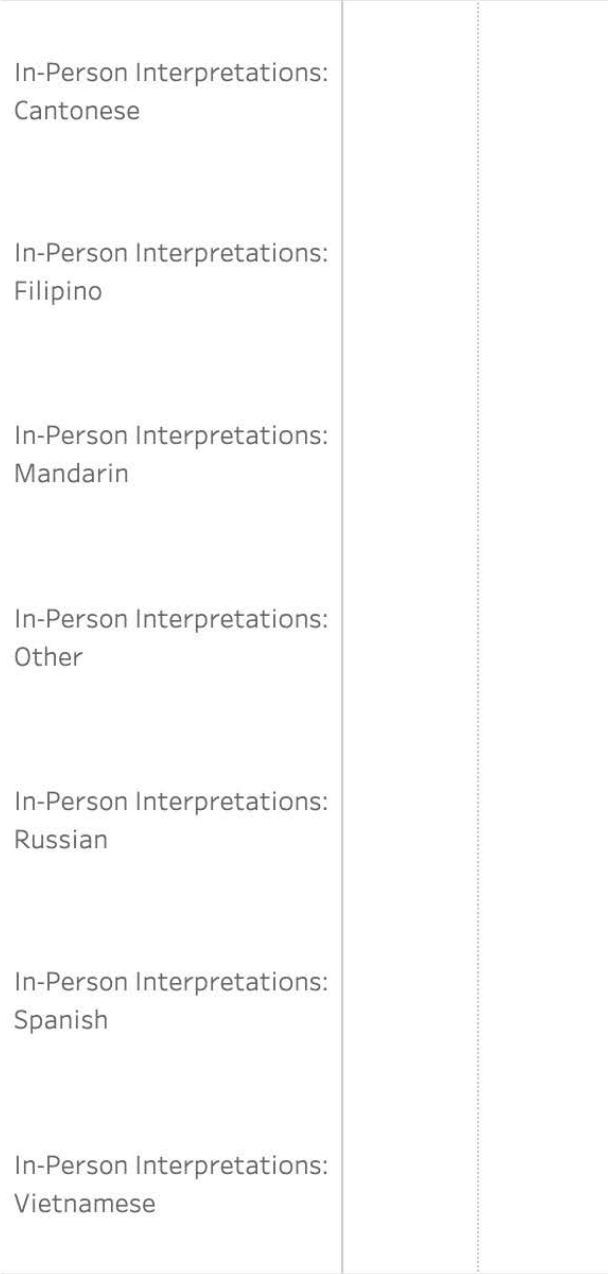 In-Person Interpretations:
Cantonese
In-Person Interpretations:
Filipino
In-Person Interpretations:
Mandarin
In-Person Interpretations:
Other
In-Person Interpretations:
Russian
In-Person Interpretations:
Spanish
In-Person Interpretations:
Vietnamese